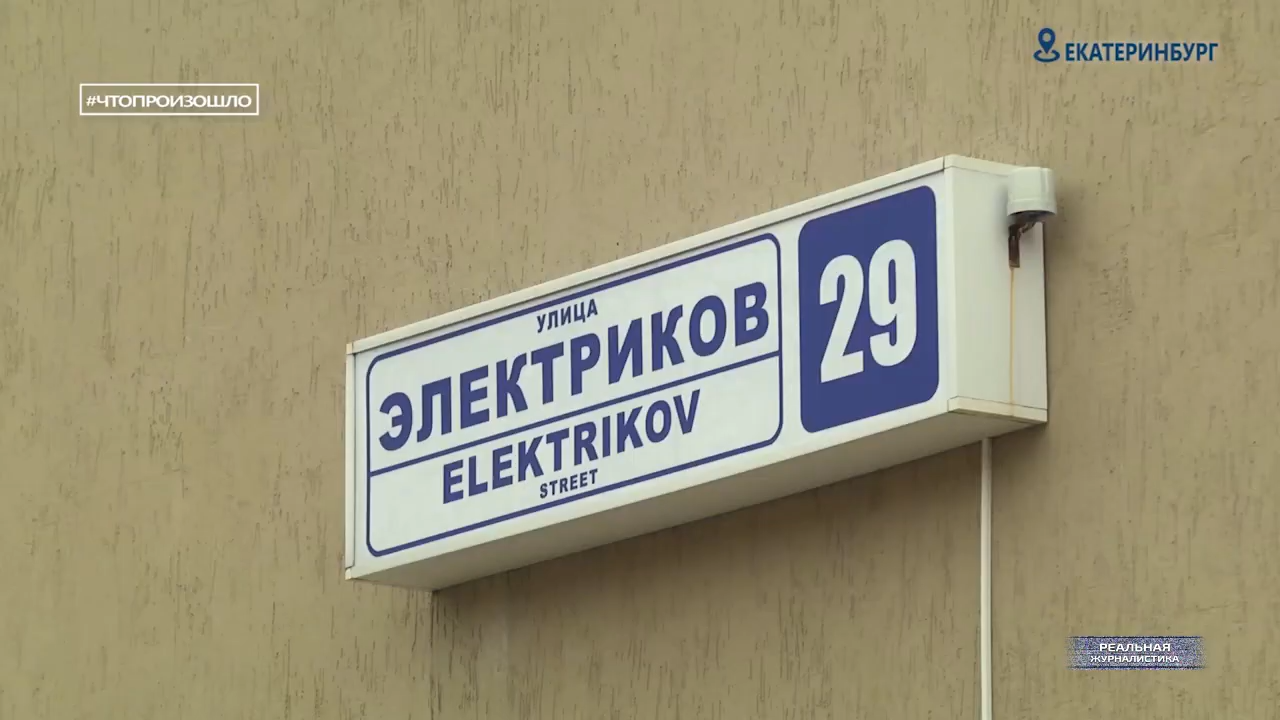 ЕКАТЕРИНБУРГ
#ЧТОПРОИЗОШЛО
УЛИЦА
ЭЛЕКТРИКОВ
ELEKTRIKOV
STREET
29
РЕАЛЬНАЯ
ЖУРНАЛИСТИКА